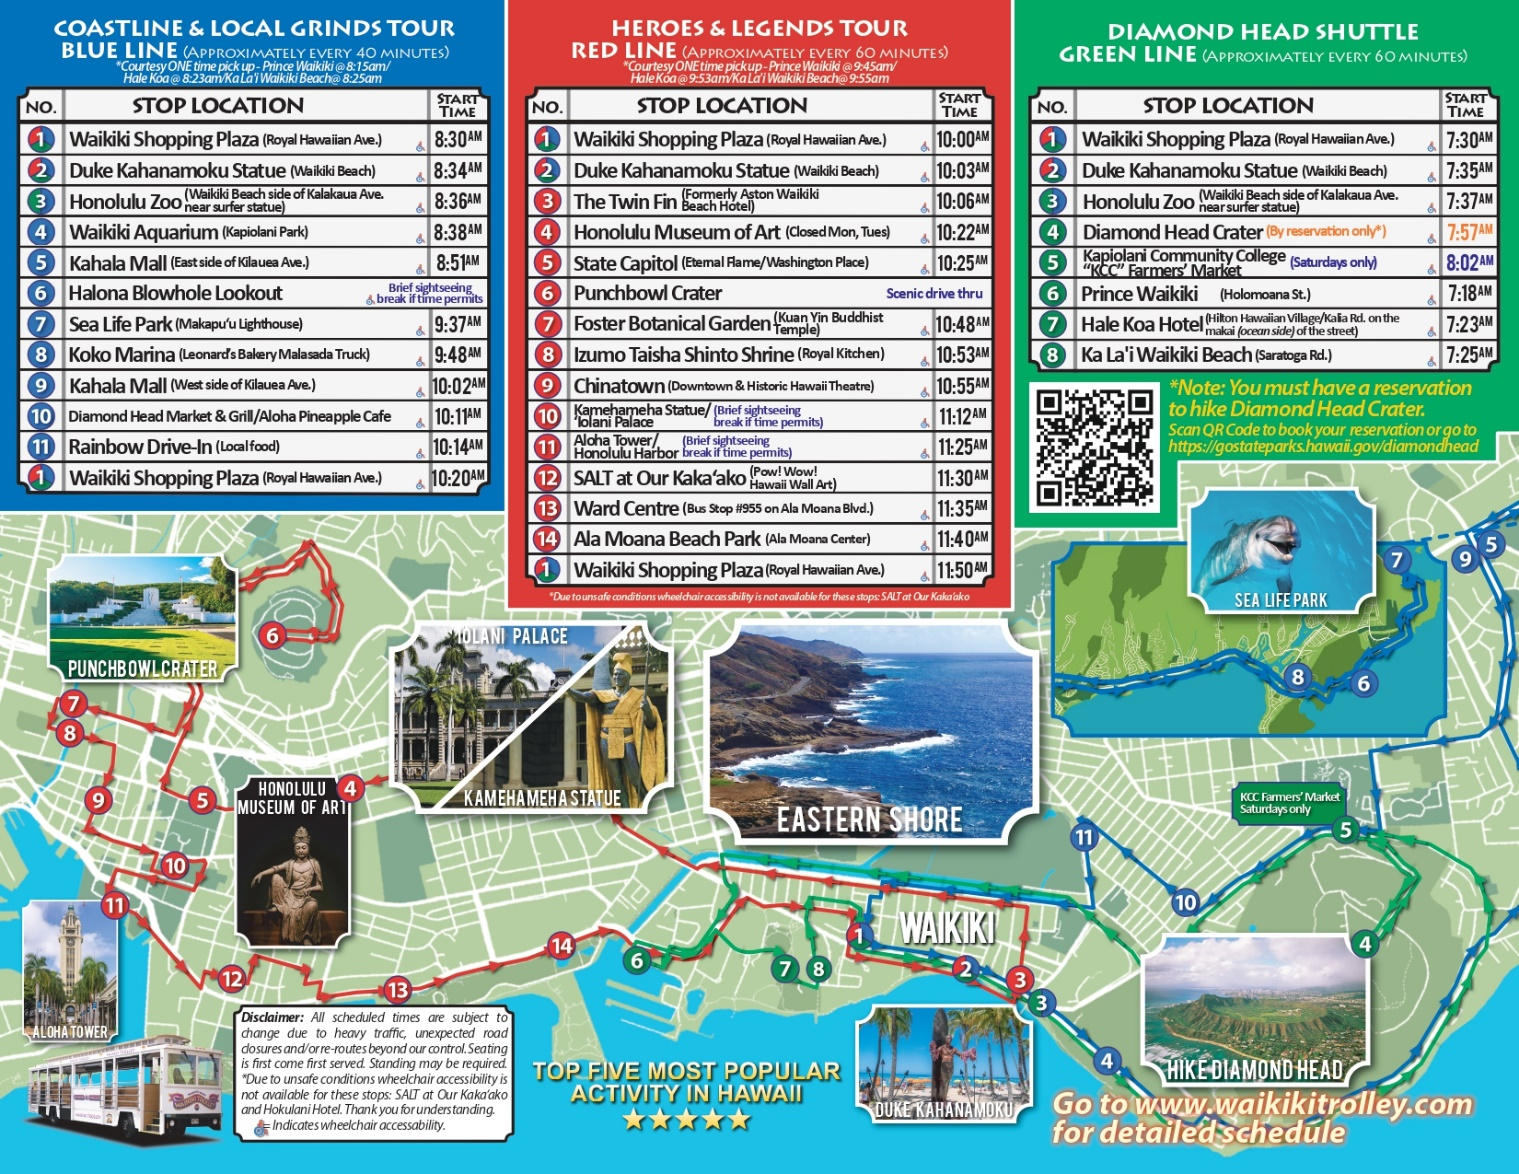 COASTLINE & LOCAL GRINDS TOUR
BLUE LINE (APPROXIMATELY EVERY 40 MINUTES)
*Courtesy ONE time pick up - Prince Waikiki @ 8:15am/
Hale Koa @ 8:23am/Ka La'i Waikiki Beach@ 8:25am
NO. STOP LOCATION START TIME
1 Waikiki Shopping Plaza (Royal Hawaiian Ave.) 8:30AM
2 Duke Kahanamoku Statue (Waikiki Beach) 8:34AM
3 Honolulu Zoo (Waikiki Beach side of Kalakaua Ave. near surfer statue) 8:36AM
4 Waikiki Aquarium (Kapiolani Park) 8:38AM
5 Kahala Mall (East side of Kilauea Ave.) 8:51AM
6 Halona Blowhole Lookout Brief sightseeing break if time permits
7 Sea Life Park (Makapu'u Lighthouse) 9:37AM
8 Koko Marina (Leonard's Bakery Malasada Truck) 9:48AM
9 Kahala Mall (West side of Kilauea Ave.) 10:02AM
10 Diamond Head Market & Grill/Aloha Pineapple Cafe 10:11AM
11 Rainbow Drive-In (Local food) 10:14AM
1 Waikiki Shopping Plaza (Royal Hawaiian Ave.) 10:20AM
HEROES & LEGENDS TOUR
RED LINE (APPROXIMATELY EVERY 60 MINUTES)
*Courtesy ONE time pick up - Prince Waikiki @ 9:45am/
Hale Koa @ 9:53am/Ka La'i Waikiki Beach@ 9:55am
NO. STOP LOCATION START TIME
1 Waikiki Shopping Plaza (Royal Hawaiian Ave.) 10:00AM
2 Duke Kahanamoku Statue (Waikiki Beach) 10:03AM
3 The Twin Fin (Formerly Aston Waikiki Beach Hotel) 10:06AM
4 Honolulu Museum of Art (Closed Mon, Tues) 10:22AM
5 State Capitol (Eternal Flame/Washington Place) 10:25AM
6 Punchbowl Crater Scenic drive thru
7 Foster Botanical Garden (Kuan Yin Buddhist Temple) 10:48AM
8 Izumo Taisha Shinto Shrine (Royal Kitchen) 10:53AM
9 Chinatown (Downtown & Historic Hawaii Theatre) 10:55AM
10 Kamehameha Statue/ 'Iolani Palace (Brief sightseeing break if time permits) 11:12AM
11 Aloha Tower/ Honolulu Harbor (Brief sightseeing break if time permits) 11:25AM
12 SALT at Our Kaka'ako (Pow! Wow! Hawaii Wall Art) 11:30AM
13 Ward Centre (Bus Stop #955 on Ala Moana Blvd.) 11:35AM
14 Ala Moana Beach Park (Ala Moana Center) 11:40AM
1 Waikiki Shopping Plaza (Royal Hawaiian Ave.) 11:50AM
*Due to unsafe conditions wheelchair accessibility is not available for these stops: SALT at Our Kaka'ako
DIAMOND HEAD SHUTTLE
GREEN LINE (APPROXIMATELY EVERY 60 MINUTES)
NO. STOP LOCATION START TIME
1 Waikiki Shopping Plaza (Royal Hawaiian Ave.) 7:30AM
2 Duke Kahanamoku Statue (Waikiki Beach) 7:35AM
3 Honolulu Zoo (Waikiki Beach side of Kalakaua Ave. near surfer statue) 7:37AM
4 Diamond Head Crater (By reservation only*) 7:57AM
5 Kapiolani Community College "KCC" Farmers' Market (Saturdays only) 8:02AM
6 Prince Waikiki (Holomoana St.) 7:18AM
7 Hale Koa Hotel (Hilton Hawaiian Village/Kalia Rd. on the makai (ocean side) of the street) 7:23AM
8 Ka La'i Waikiki Beach (Saratoga Rd.) 7:25AM
*Note: You must have a reservation
to hike Diamond Head Crater.
Scan QR Code to book your reservation or go to
https://gostateparks.hawaii.gov/diamondhead
PUNCHBOWL CRATER
6
7
8
9
5
10
11
12
13
14
4
HONOLULU
MUSEUM OF ART
IOLANI PALACE
KAMEHAMEHA STATUE
EASTERN SHORE
SEA LIFE PARK
7
9
5
8
6
KCC Farmers' Market
Saturdays only
5
11
10
4
WAIKIKI
1
2
3
3
4
6
7
8
ALOHA TOWER
DUKE KAHANAMOKU
HIKE DIAMOND HEAD
Disclaimer: All scheduled times are subject to
change due to heavy traffic, unexpected road
closures and/or re-routes beyond our control. Seating
is first come first served. Standing may be required.
*Due to unsafe conditions wheelchair accessibility is
not available for these stops: SALT at Our Kaka'ako
and Hokulani Hotel. Thank you for understanding.
= Indicates wheelchair accessability.
TOP FIVE MOST POPULAR
ACTIVITY IN HAWAII
Go to www.waikikitrolley.com
for detailed schedule